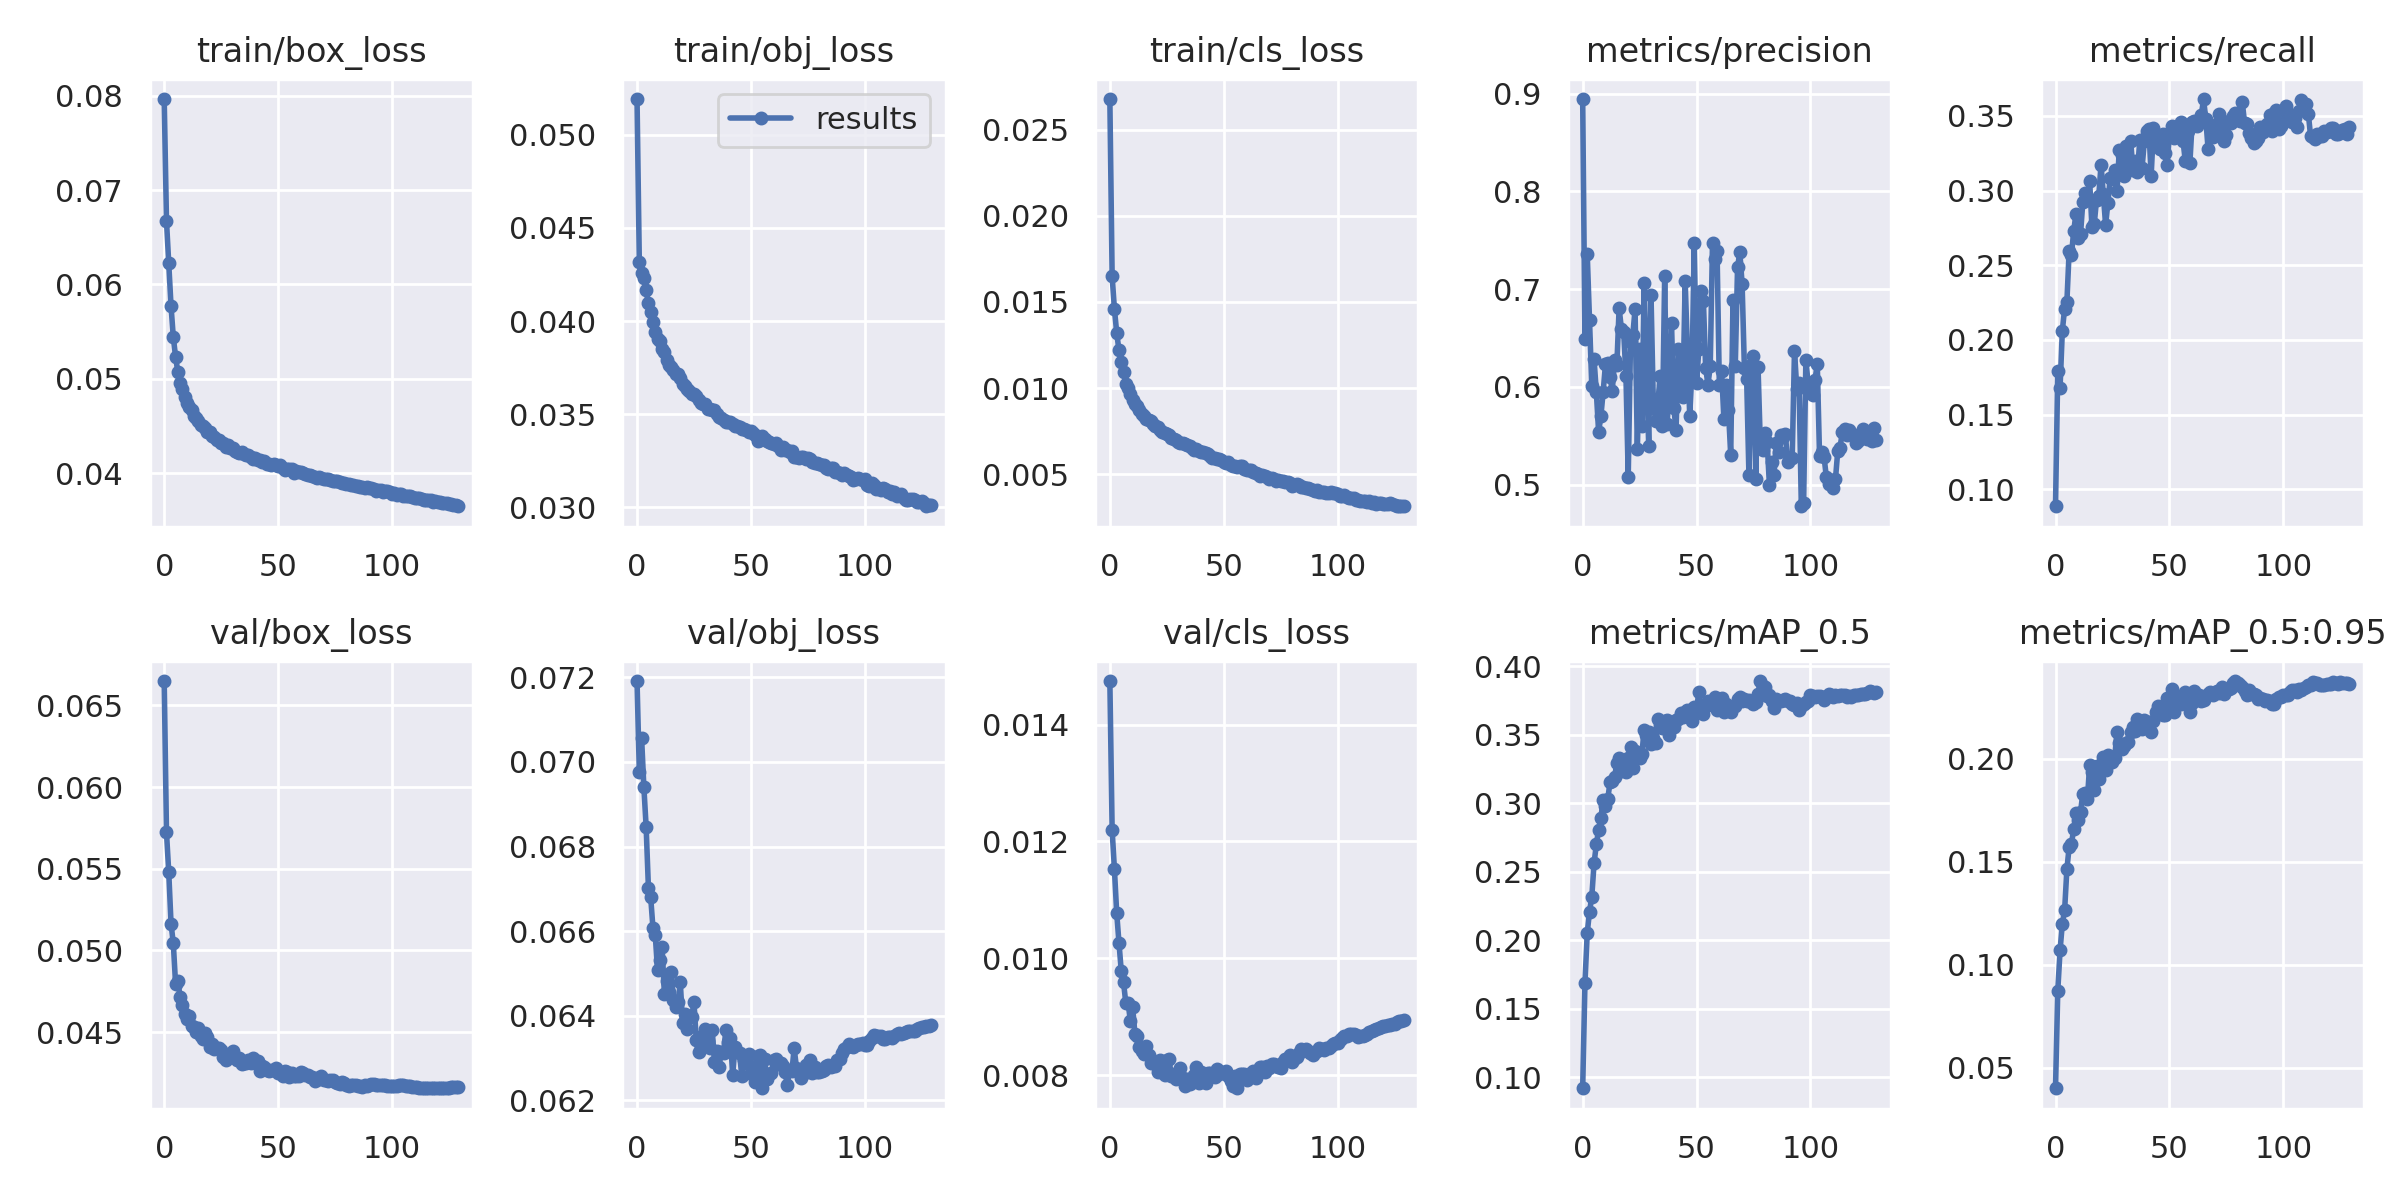 train/box_loss
0.08
0.07
0.06
0.05
0.04
0 50 100
train/obj_loss
results
0.050
0.045
0.040
0.035
0.030
0 50 100
train/cls_loss
0.025
0.020
0.015
0.010
0.005
0 50 100
metrics/precision
0.9
0.8
0.7
0.6
0.5
0 50 100
metrics/recall
0.35
0.30
0.25
0.20
0.15
0.10
0 50 100
val/box_loss
0.065
0.060
0.055
0.050
0.045
0 50 100
val/obj_loss
0.072
0.070
0.068
0.066
0.064
0.062
0 50 100
val/cls_loss
0.014
0.012
0.010
0.008
0 50 100
metrics/mAP_0.5
0.40
0.35
0.30
0.25
0.20
0.15
0.10
0 50 100
metrics/mAP_0.5:0.95
0.20
0.15
0.10
0.05
0 50 100